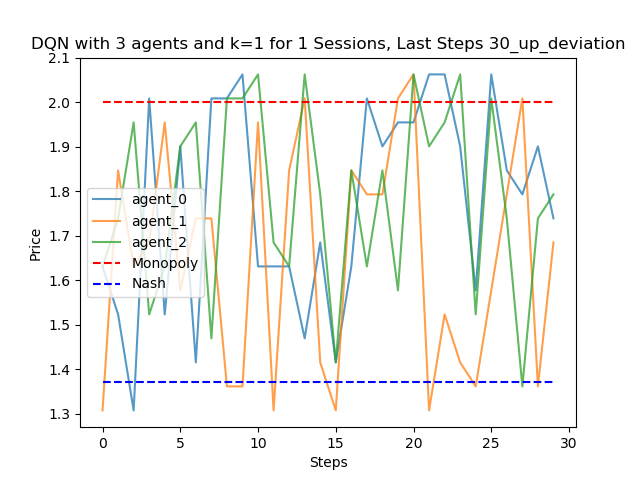 DQN with 3 agents and k=1 for 1 Sessions, Last Steps 30_up_deviation
2.1
2.0
1.9
1.8
1.7
1.6
1.5
1.4
1.3
Price
agent_0
agent_1
agent_2
Monopoly
Nash
0
5
10
15
20
25
30
Steps